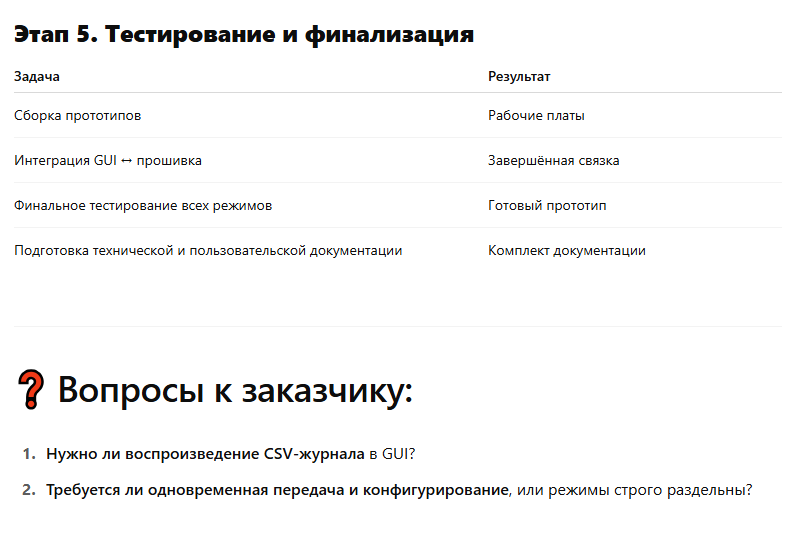 Этап 5. Тестирование и финализация
Задача Результат
Сборка прототипов Рабочие платы
Интеграция GUI ↔ прошивка Завершённая связка
Финальное тестирование всех режимов Готовый прототип
Подготовка технической и пользовательской документации Комплект документации
❓ Вопросы к заказчику:
1. Нужно ли воспроизведение CSV-журнала в GUI?
2. Требуется ли одновременная передача и конфигурирование, или режимы строго раздельны?